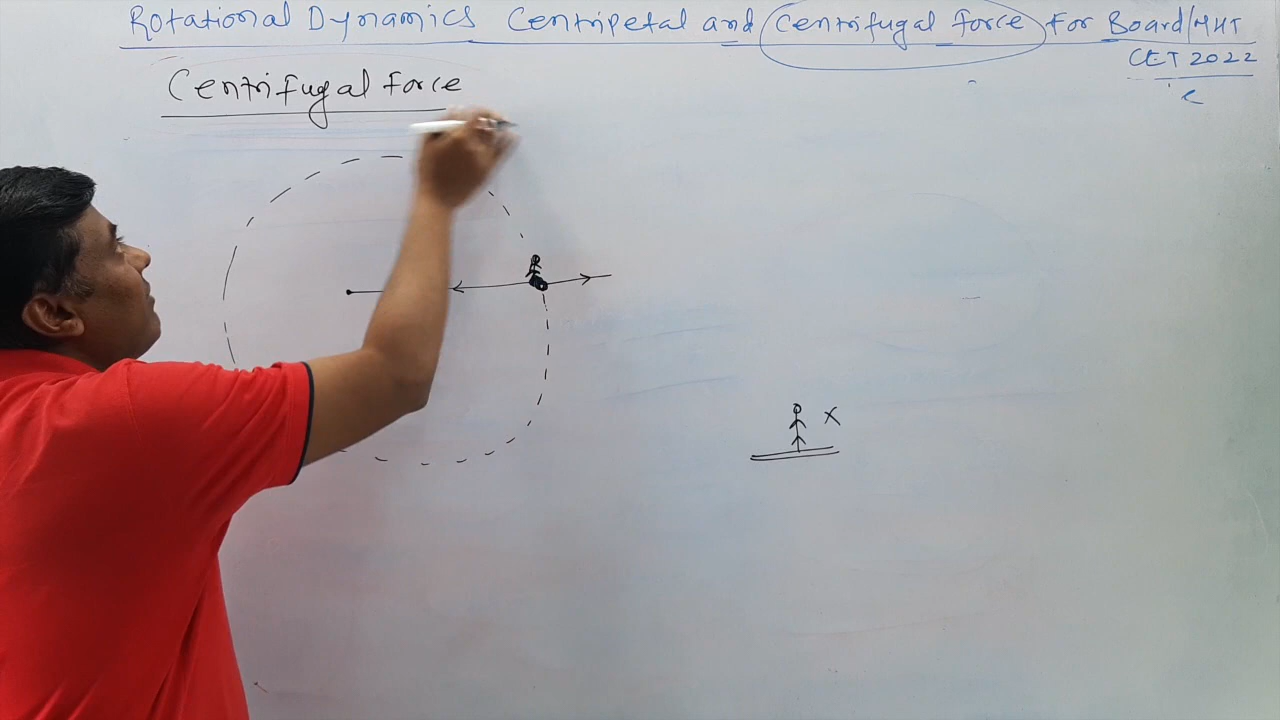 Rotational Dynamics Centripetal and Centrifugal force For Board/MHT
CET 2022
Centrifugal force
X